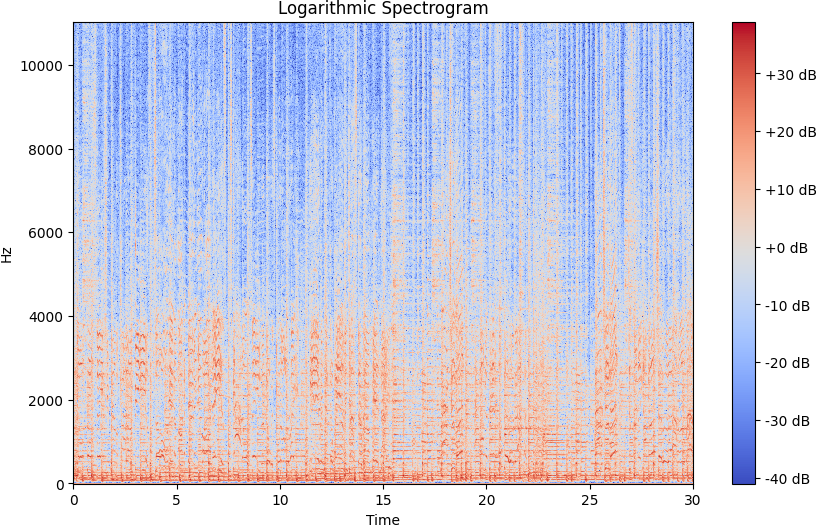 Logarithmic Spectrogram
10000
8000
6000
4000
2000
0
Hz
0 5 10 15 20 25 30
Time
+30 dB
+20 dB
+10 dB
+0 dB
-10 dB
-20 dB
-30 dB
-40 dB